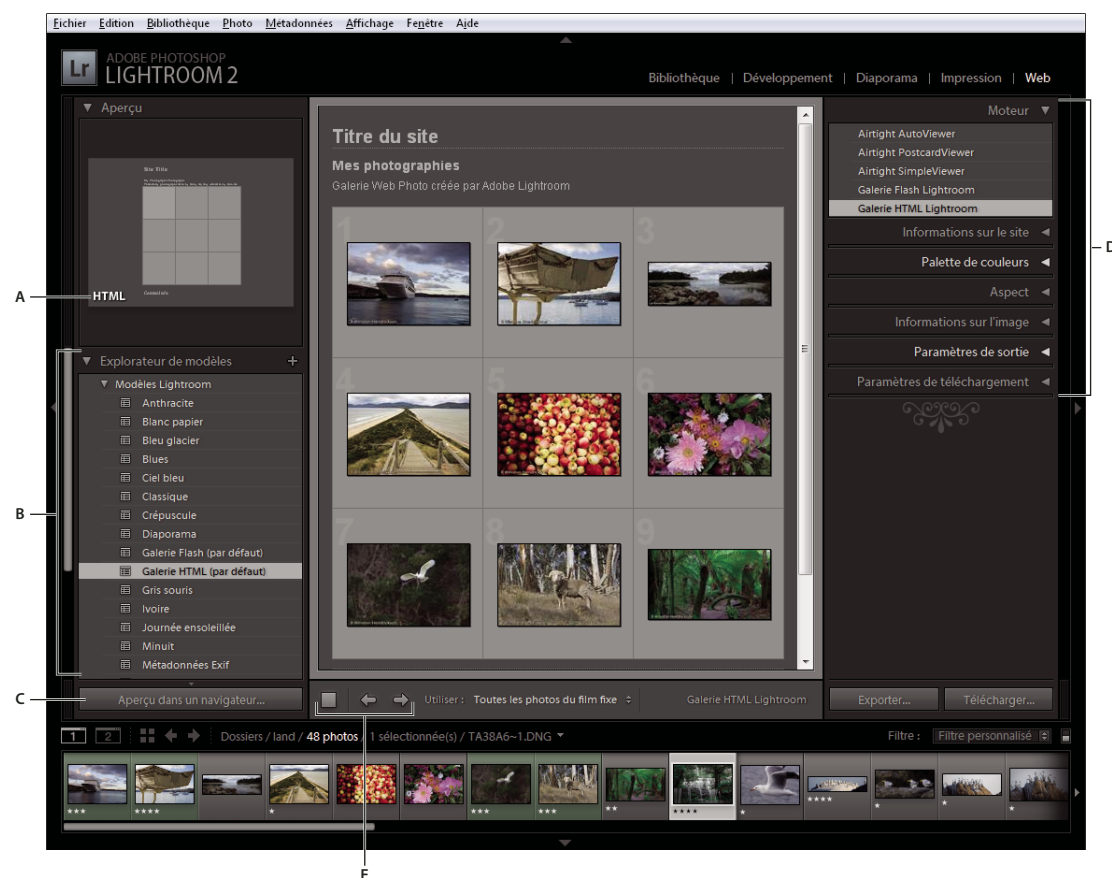 Fichier Edition Bibliothèque Photo Métadonnées Affichage Fenêtre Aide
Lr
ADOBE PHOTOSHOP
LIGHTROOM 2
Bibliothèque | Développement | Diaporama | Impression | Web
Aperçu
Site Title
HTML
A
Explorateur de modèles +
Modèles Lightroom
Anthracite
Blanc papier
Bleu glacier
Blues
Ciel bleu
Classique
Crépuscule
Diaporama
Galerie Flash (par défaut)
Galerie HTML (par défaut)
Gris souris
Ivoire
Journée ensoleillée
Minuit
Métadonnées Exif
B
C
Aperçu dans un navigateur...
Titre du site
Mes photographies
Galerie Web Photo créée par Adobe Lightroom
1 2 3
4 5 6
7 8 9
Utiliser : Toutes les photos du film fixe
Galerie HTML Lightroom
Moteur
Airtight AutoViewer
Airtight PostcardViewer
Airtight SimpleViewer
Galerie Flash Lightroom
Galerie HTML Lightroom
Informations sur le site
Palette de couleurs
Aspect
Informations sur l'image
Paramètres de sortie
Paramètres de téléchargement
D
Exporter...
Télécharger...
1 2
Dossiers / land / 48 photos / 1 sélectionnée(s) / TA38A6~1.DNG
Filtre : Filtre personnalisé